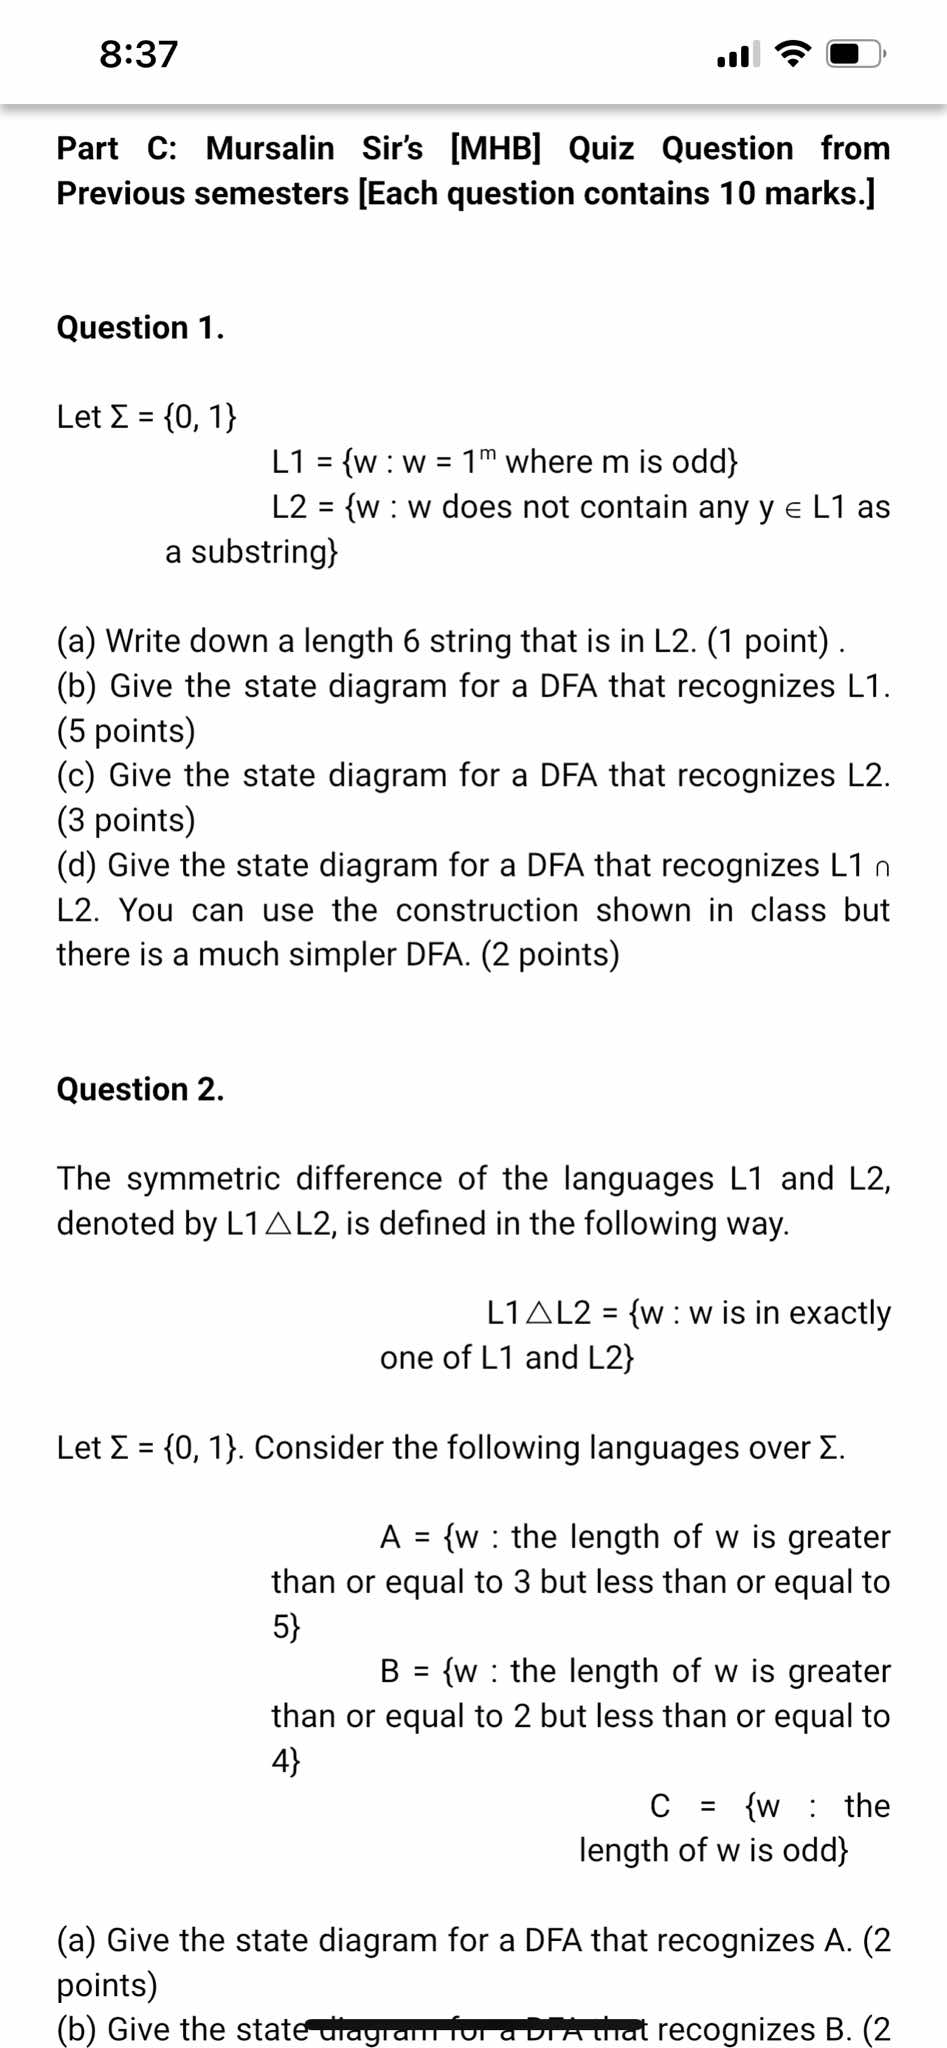 8:37
Part C: Mursalin Sir's [MHB] Quiz Question from
Previous semesters [Each question contains 10 marks.]
Question 1.
Let Σ = {0, 1}
L1 = {w : w = 1ᵐ where m is odd}
L2 = {w : w does not contain any y ∈ L1 as
a substring}
(a) Write down a length 6 string that is in L2. (1 point) .
(b) Give the state diagram for a DFA that recognizes L1.
(5 points)
(c) Give the state diagram for a DFA that recognizes L2.
(3 points)
(d) Give the state diagram for a DFA that recognizes L1 ∩
L2. You can use the construction shown in class but
there is a much simpler DFA. (2 points)
Question 2.
The symmetric difference of the languages L1 and L2,
denoted by L1△L2, is defined in the following way.
L1△L2 = {w : w is in exactly
one of L1 and L2}
Let Σ = {0, 1}. Consider the following languages over Σ.
A = {w : the length of w is greater
than or equal to 3 but less than or equal to
5}
B = {w : the length of w is greater
than or equal to 2 but less than or equal to
4}
C = {w : the
length of w is odd}
(a) Give the state diagram for a DFA that recognizes A. (2
points)
(b) Give the state diagram for a DFA that recognizes B. (2